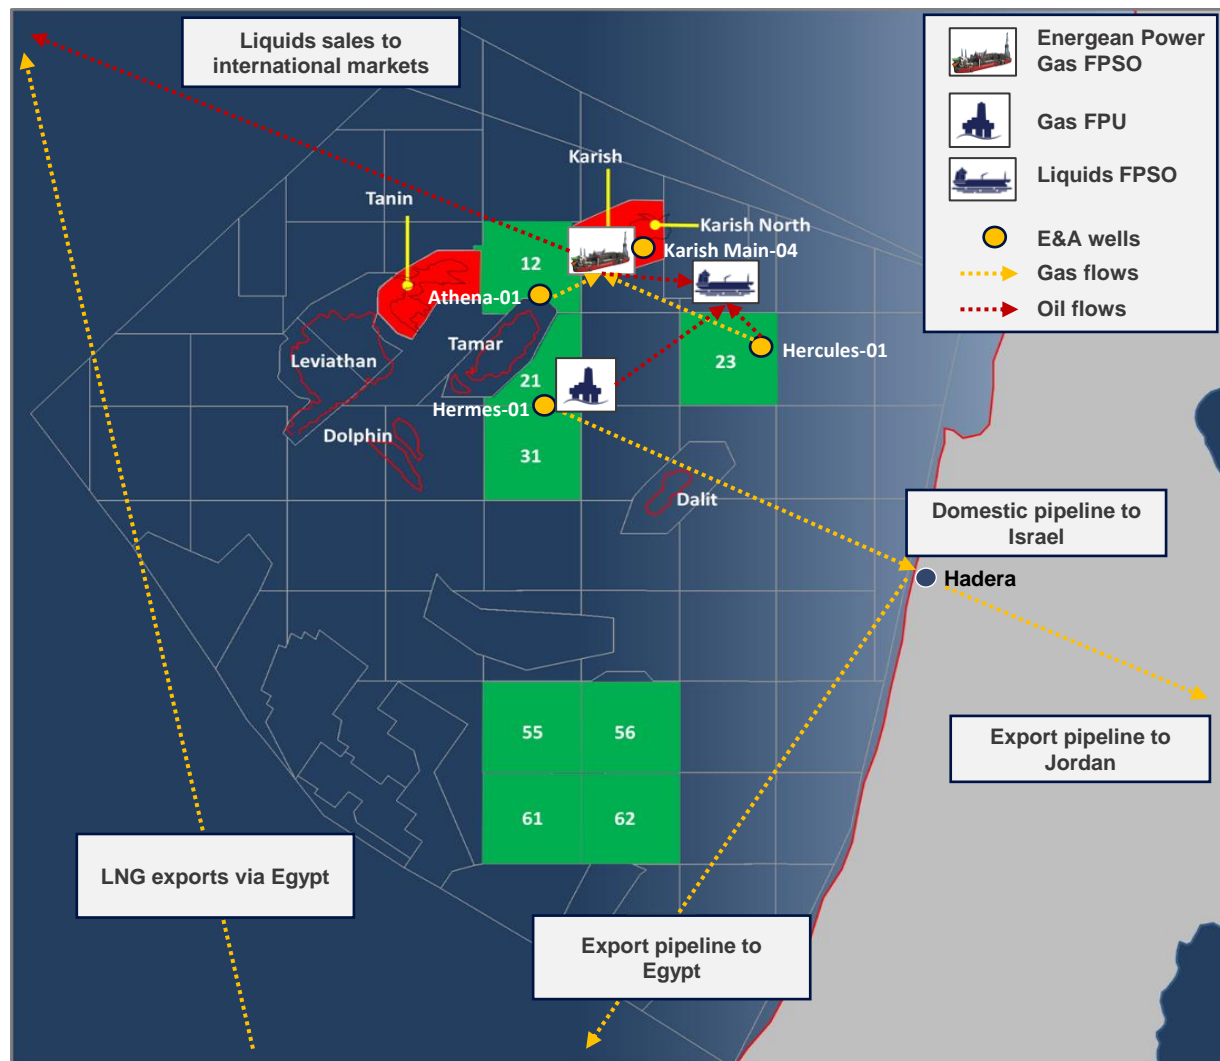 Liquids sales to
international markets
Energean Power
Gas FPSO
Gas FPU
Liquids FPSO
E&A wells
Gas flows
Oil flows
Karish
Tanin
Karish North
Karish Main-04
12
Athena-01
Tamar
Leviathan
Hercules-01
23
21
Hermes-01
Dolphin
31
Dalit
Domestic pipeline to
Israel
Hadera
55
56
Export pipeline to
Jordan
61
62
LNG exports via Egypt
Export pipeline to
Egypt